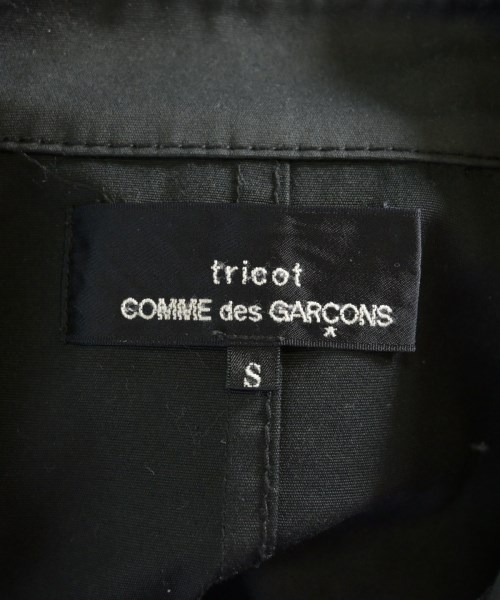 tricot
COMME des GARÇONS
*
S